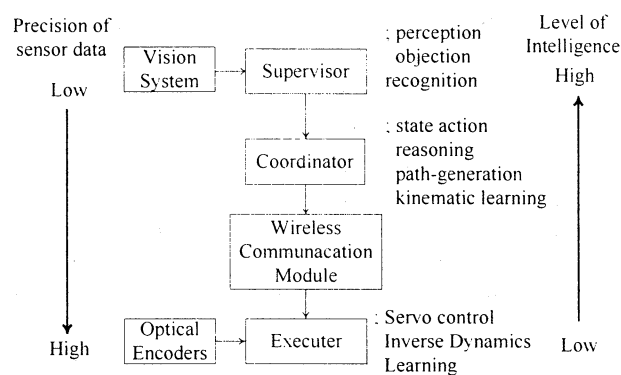 Precision of
sensor data
Low
High
Vision
System
Supervisor
; perception
objection
recognition
Coordinator
; state action
reasoning
path-generation
kinematic learning
Wireless
Communacation
Module
Optical
Encoders
Executer
; Servo control
Inverse Dynamics
Learning
Level of
Intelligence
High
Low